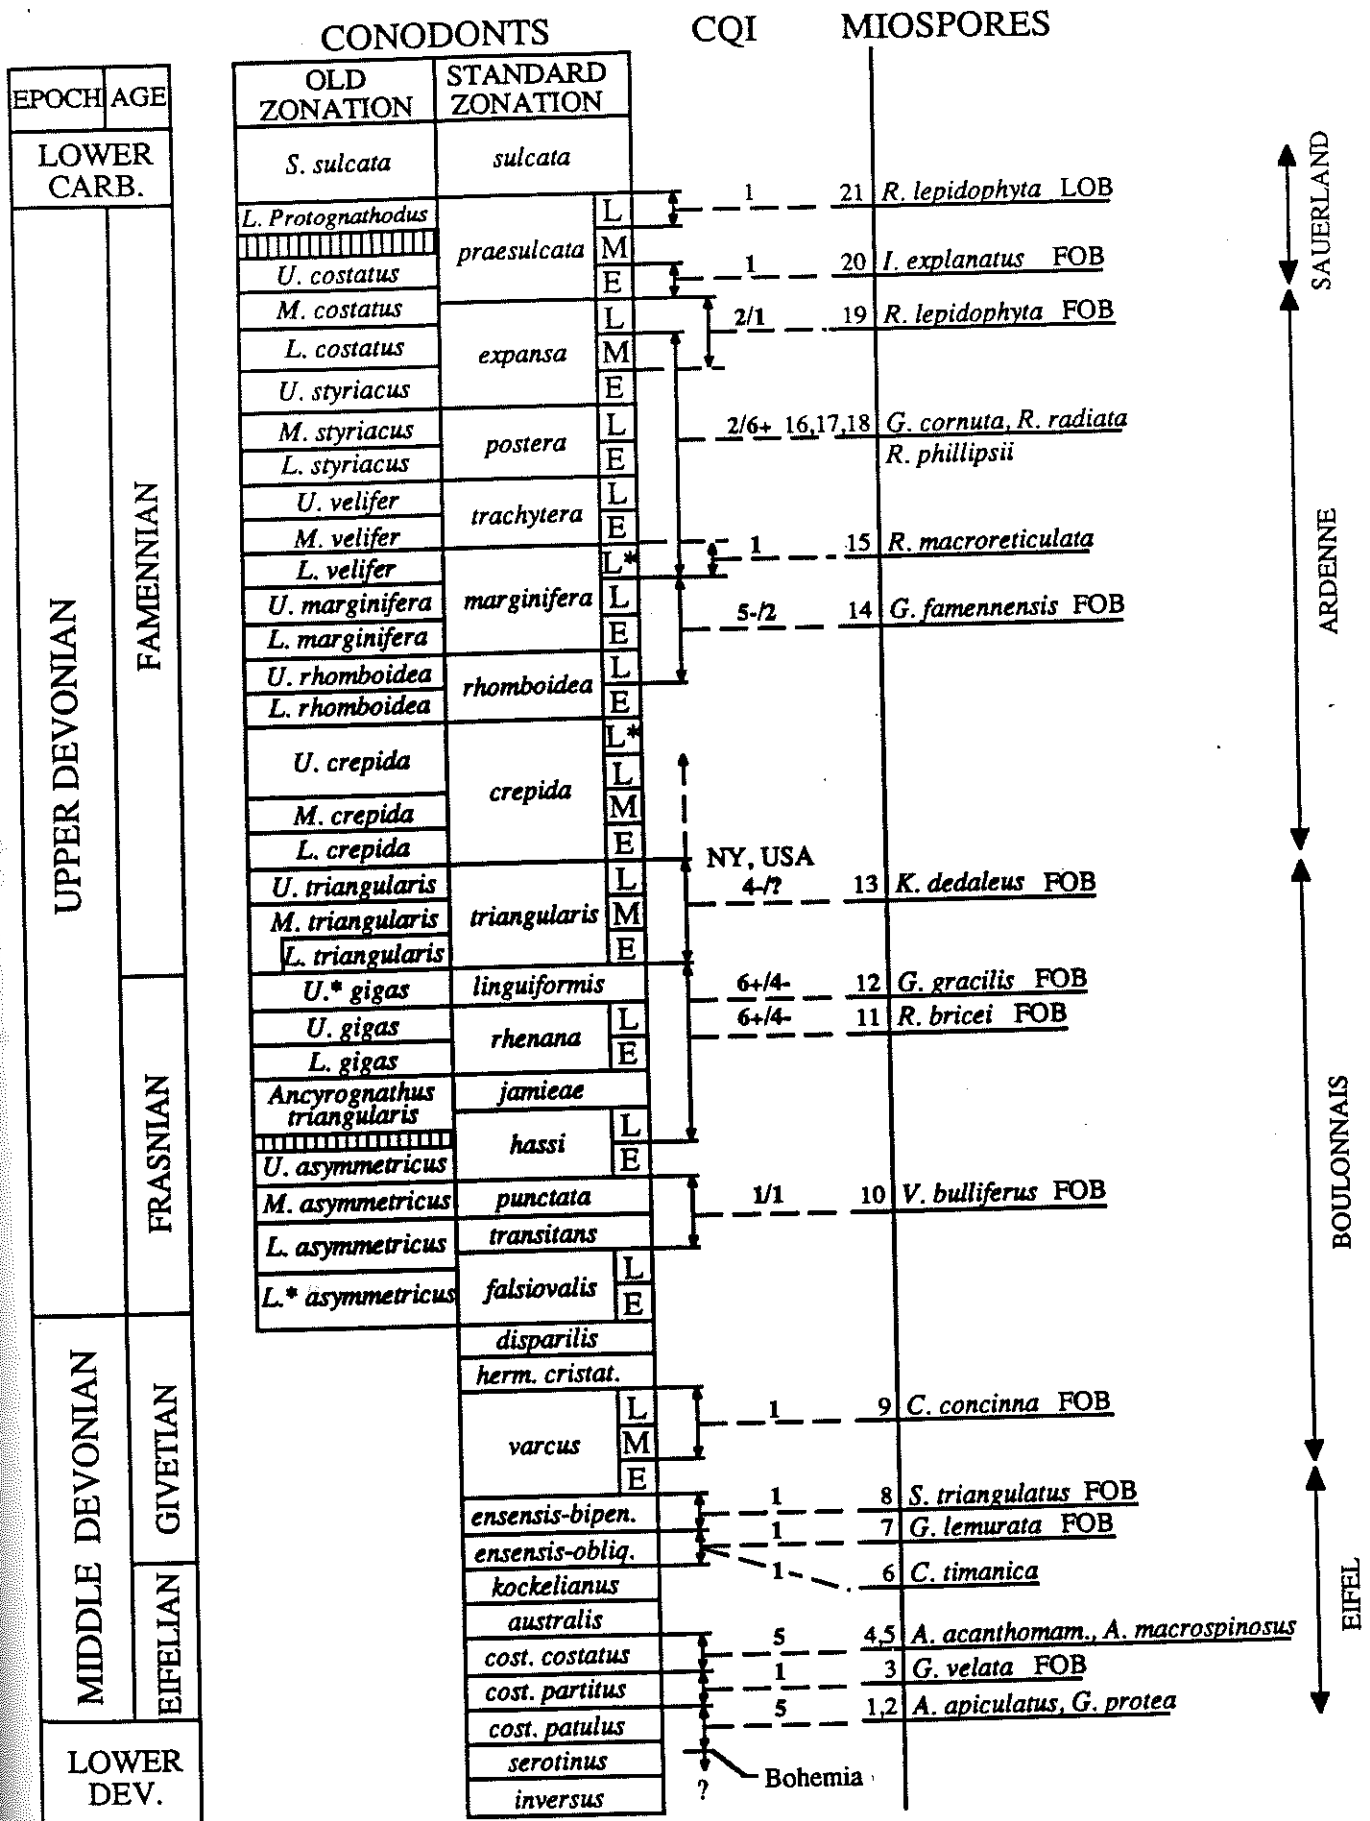 CONODONTS CQI MIOSPORES
EPOCH AGE
OLD ZONATION
STANDARD ZONATION
LOWER CARB.
UPPER DEVONIAN
MIDDLE DEVONIAN
LOWER DEV.
FAMENNIAN
FRASNIAN
GIVETIAN
EIFELIAN
S. sulcata
L. Protognathodus
U. costatus
M. costatus
L. costatus
U. styriacus
M. styriacus
L. styriacus
U. velifer
M. velifer
L. velifer
U. marginifera
L. marginifera
U. rhomboidea
L. rhomboidea
U. crepida
M. crepida
L. crepida
U. triangularis
M. triangularis
L. triangularis
U.* gigas
U. gigas
L. gigas
Ancyrognathus
triangularis
U. asymmetricus
M. asymmetricus
L. asymmetricus
L.* asymmetricus
sulcata
praesulcata L M E
expansa L M E
postera L E
trachytera L E
marginifera L* L E
rhomboidea L E
crepida L* L M E
triangularis L M E
linguiformis
rhenana L E
jamieae
hassi L E
punctata
transitans
falsiovalis L E
disparilis
herm. cristat.
varcus L M E
ensensis-bipen.
ensensis-obliq.
kockelianus
australis
cost. costatus
cost. partitus
cost. patulus
serotinus
inversus
1 21 R. lepidophyta LOB
1 20 I. explanatus FOB
2/1 19 R. lepidophyta FOB
2/6+ 16,17,18 G. cornuta, R. radiata
R. phillipsii
1 15 R. macroreticulata
5-/2 14 G. famennensis FOB
NY, USA
4-/? 13 K. dedaleus FOB
6+/4- 12 G. gracilis FOB
6+/4- 11 R. bricei FOB
1/1 10 V. bulliferus FOB
1 9 C. concinna FOB
1 8 S. triangulatus FOB
1 7 G. lemurata FOB
1 6 C. timanica
5 4,5 A. acanthomam., A. macrospinosus
1 3 G. velata FOB
5 1,2 A. apiculatus, G. protea
Bohemia
?
SAUERLAND
ARDENNE
BOULONNAIS
EIFEL